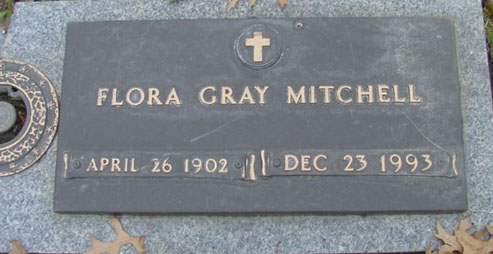 FLORA GRAY MITCHELL
APRIL 26 1902 DEC 23 1993